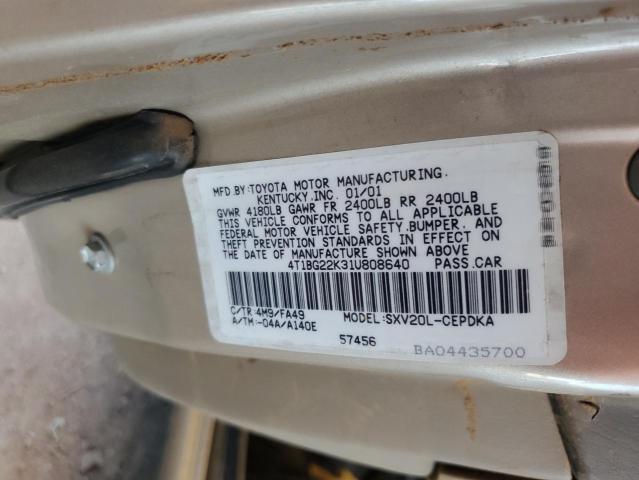 MFD.BY:TOYOTA MOTOR MANUFACTURING.
KENTUCKY,INC. 01/01
GVWR 4180LB GAWR FR 2400LB RR 2400LB
THIS VEHICLE CONFORMS TO ALL APPLICABLE
FEDERAL MOTOR VEHICLE SAFETY,BUMPER, AND
THEFT PREVENTION STANDARDS IN EFFECT ON
THE DATE OF MANUFACTURE SHOWN ABOVE
4T1BG22K31U808640 PASS.CAR
C/TR:4M9/FA49 MODEL:SXV20L-CEPDKA
A/TM:-04A/A140E
57456
BA04435700